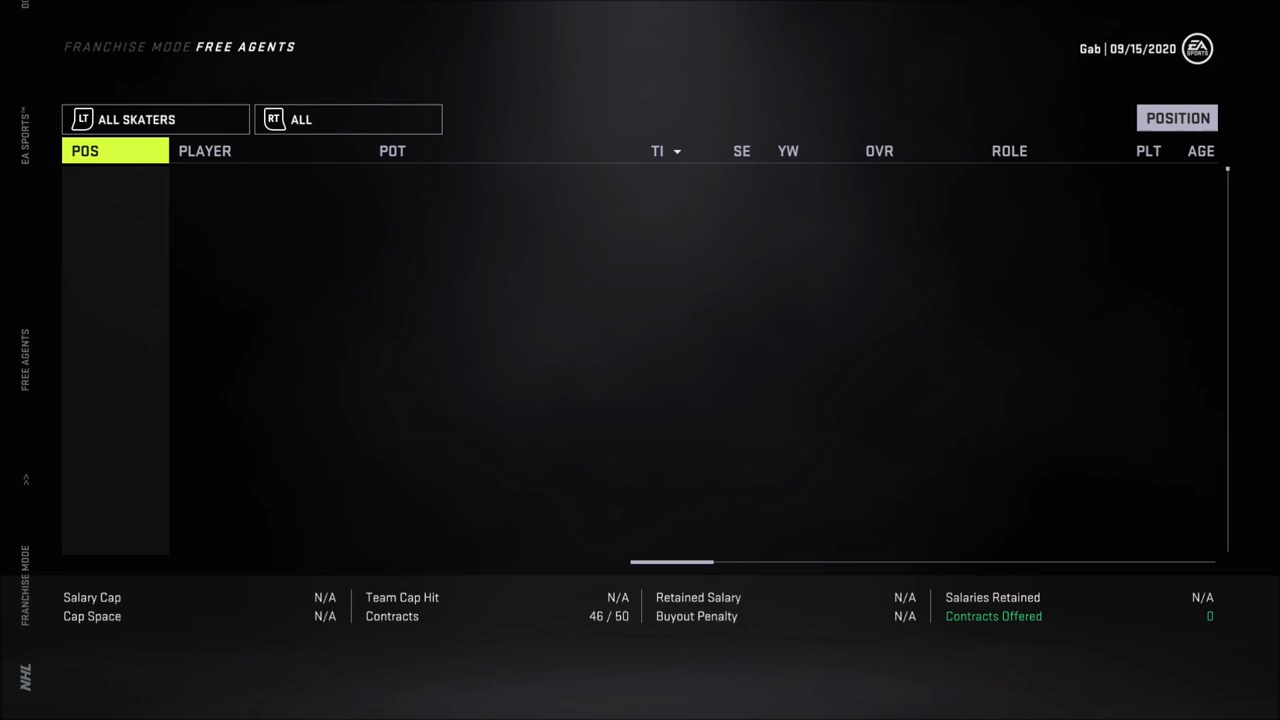 FRANCHISE MODE FREE AGENTS
Gab | 09/15/2020
EA SPORTS
LT ALL SKATERS
RT ALL
POSITION
POS PLAYER POT TI SE YW OVR ROLE PLT AGE
EA SPORTS™
FREE AGENTS
>>
FRANCHISE MODE
NHL
Salary Cap N/A Team Cap Hit N/A Retained Salary N/A Salaries Retained N/A
Cap Space N/A Contracts 46 / 50 Buyout Penalty N/A Contracts Offered 0